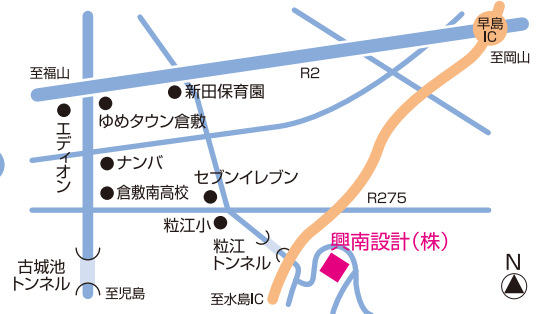 早島
IC
至福山
R2
至岡山
新田保育園
ゆめタウン倉敷
エディオン
ナンバ
倉敷南高校
セブンイレブン
R275
粒江小
粒江
トンネル
興南設計(株)
古城池
トンネル
至児島
至水島IC
N